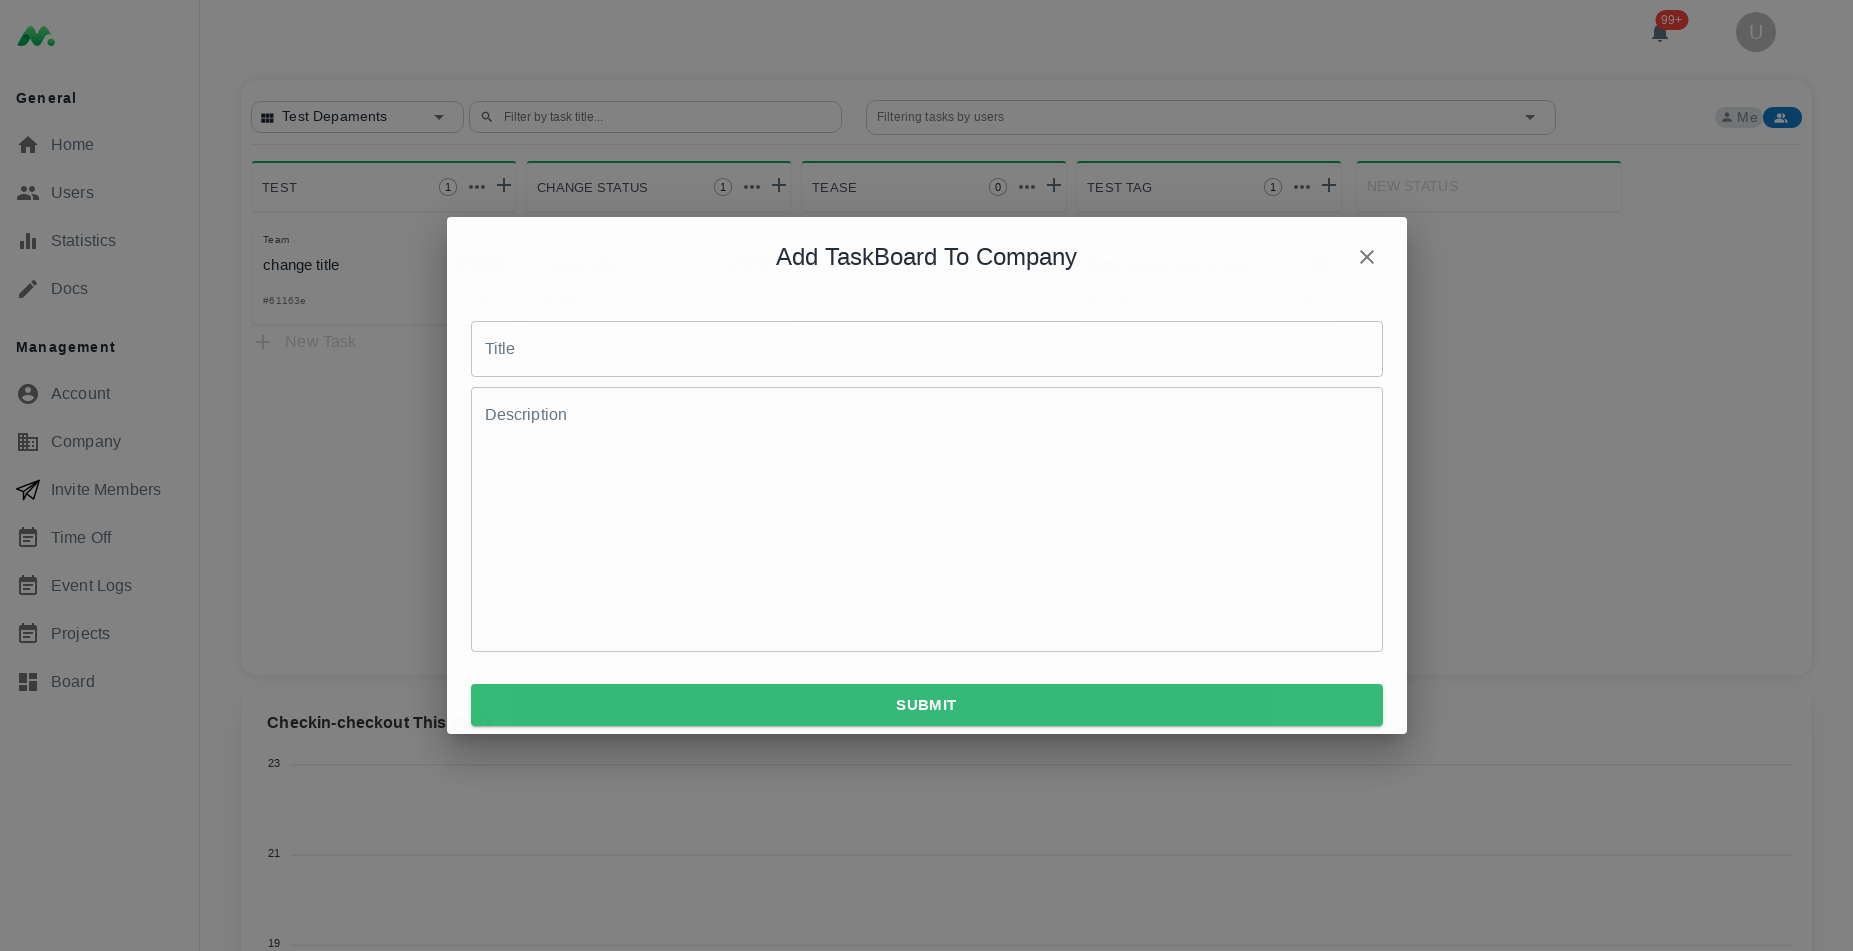 99+
U
General
Home
Users
Statistics
Docs
Management
Account
Company
Invite Members
Time Off
Event Logs
Projects
Board
Test Depaments
Filter by task title...
Filtering tasks by users
Me
TEST 1
CHANGE STATUS 1
TEASE 0
TEST TAG 1
NEW STATUS
Team
change title
#61163e
New Task
Add TaskBoard To Company
Title
Description
SUBMIT
Checkin-checkout This
23
21
19